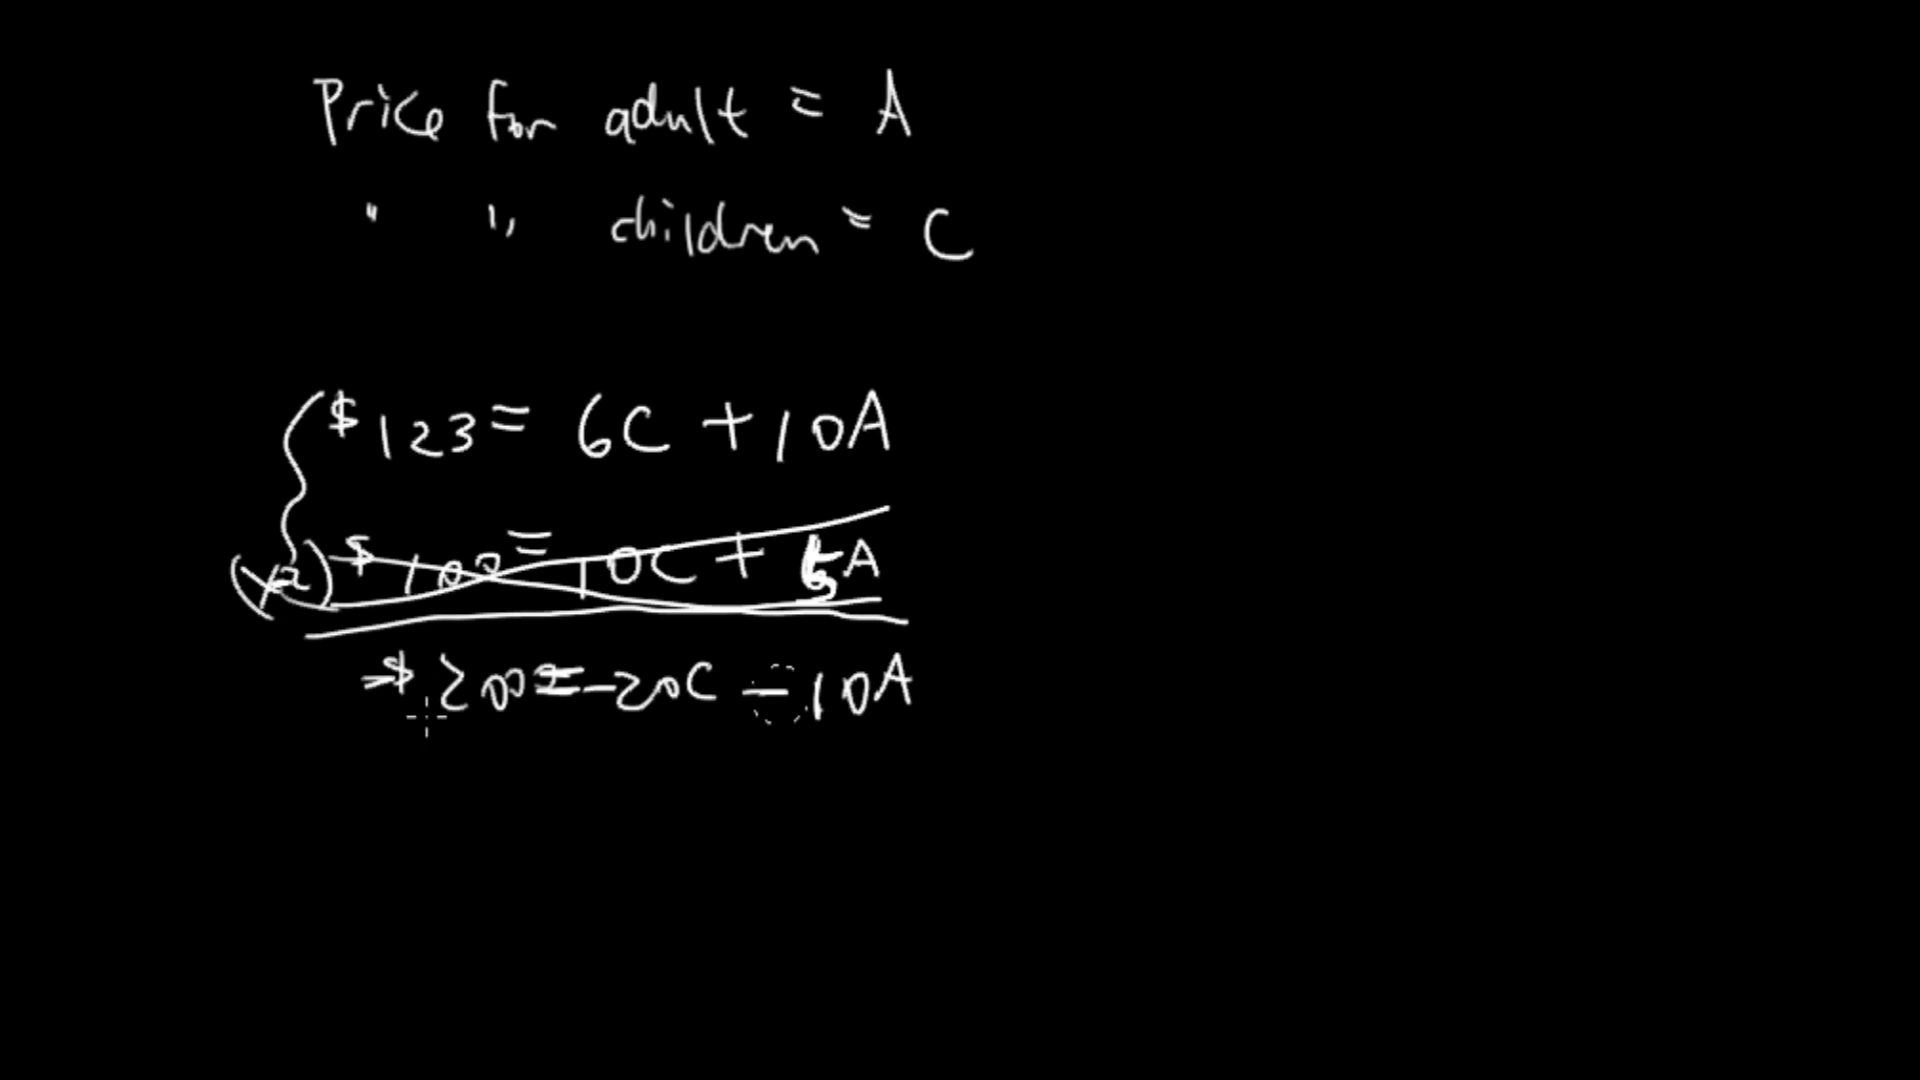 Price for adult = A
" " children = C
$123 = 6C + 10A
(x2) $100 = 10C + 5A
-$200 = -20C - 10A